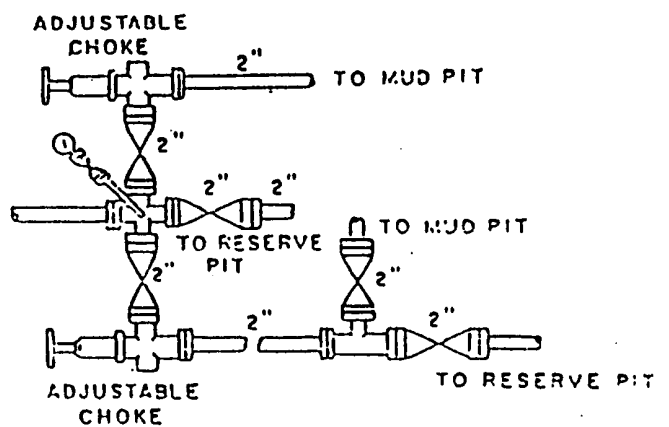 ADJUSTABLE
CHOKE
2"
TO MUD PIT
2"
2"
2"
TO RESERVE
PIT
TO MUD PIT
2"
2"
2"
2"
ADJUSTABLE
CHOKE
TO RESERVE PIT